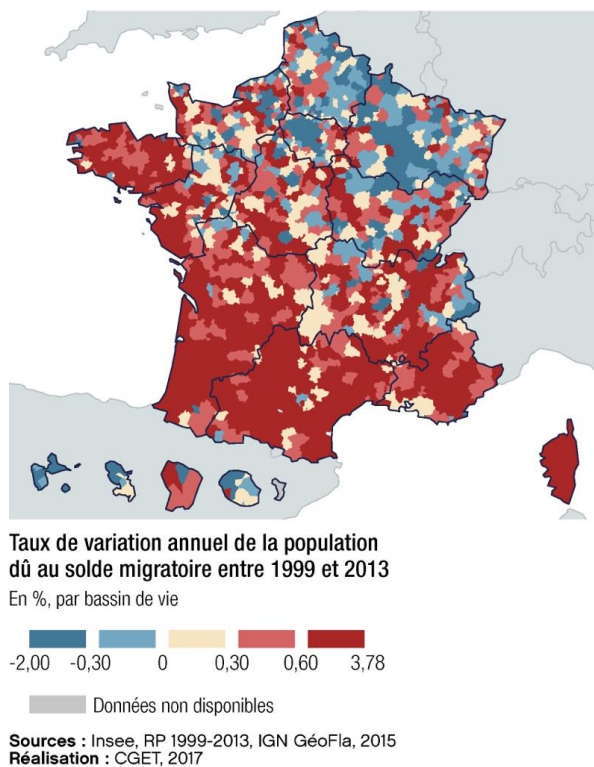 Taux de variation annuel de la population
dû au solde migratoire entre 1999 et 2013
En %, par bassin de vie
-2,00 -0,30 0 0,30 0,60 3,78
Données non disponibles
Sources : Insee, RP 1999-2013, IGN GéoFla, 2015
Réalisation : CGET, 2017